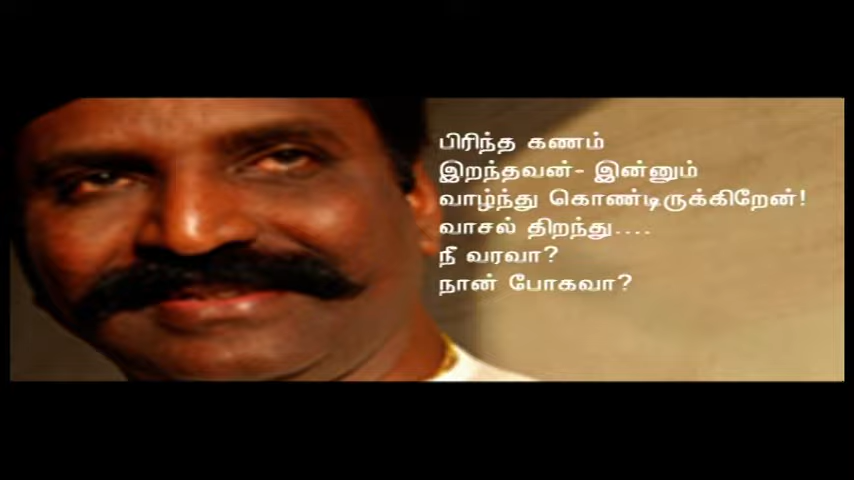 பிரிந்த கணம்
இறந்தவன்- இன்னும்
வாழ்ந்து கொண்டிருக்கிறேன்!
வாசல் திறந்து....
நீ வரவா?
நான் போகவா?